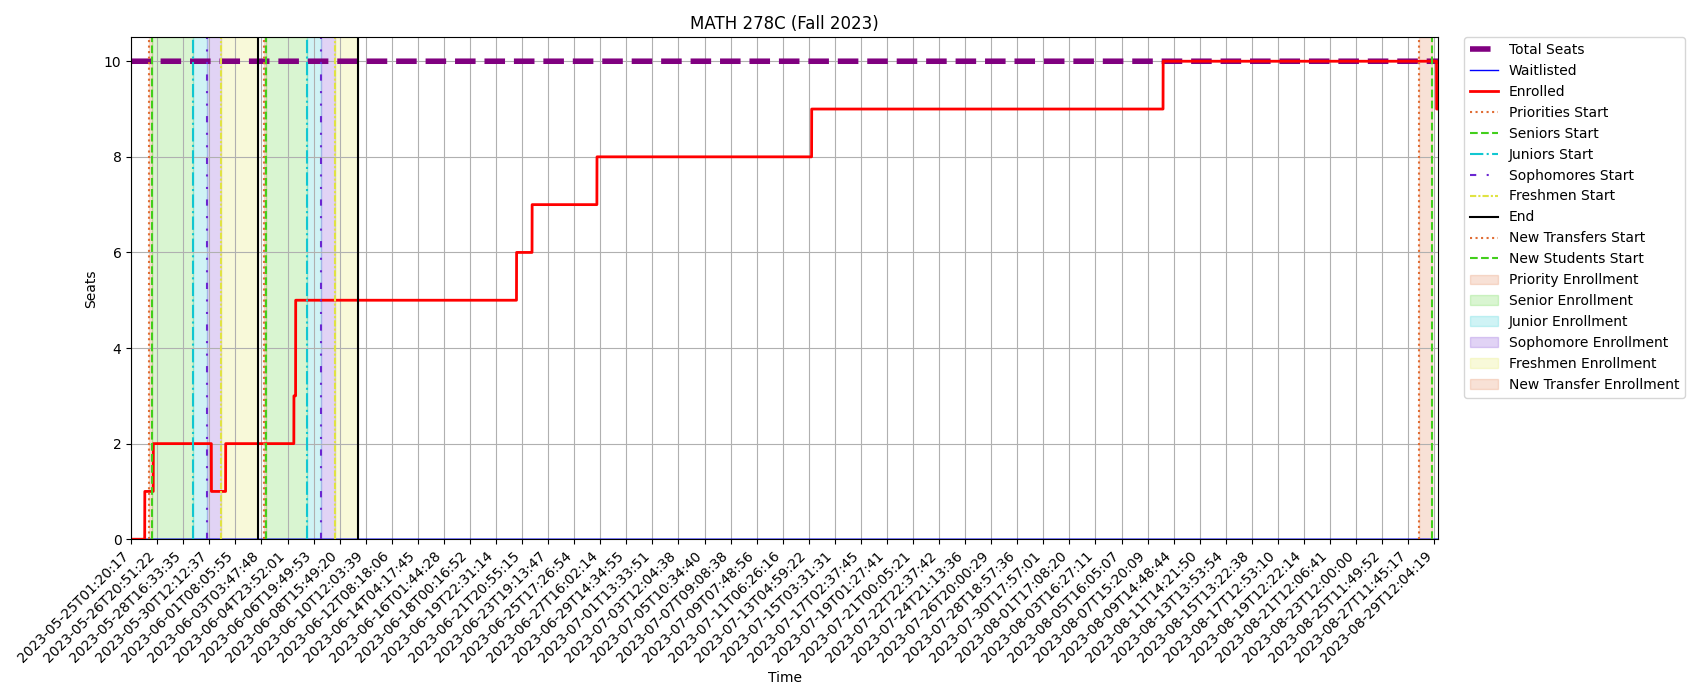 MATH 278C (Fall 2023)
Seats
10
8
6
4
2
0
2023-05-25T01:20:17
2023-05-26T20:51:22
2023-05-28T16:33:35
2023-05-30T12:12:37
2023-06-01T08:05:55
2023-06-03T03:47:48
2023-06-04T23:52:01
2023-06-06T19:49:53
2023-06-08T15:49:20
2023-06-10T12:03:39
2023-06-12T08:18:06
2023-06-14T04:17:45
2023-06-16T01:44:28
2023-06-18T00:16:52
2023-06-19T22:31:14
2023-06-21T20:55:15
2023-06-23T19:13:47
2023-06-25T17:26:54
2023-06-27T16:02:14
2023-06-29T14:34:55
2023-07-01T13:33:51
2023-07-03T12:04:38
2023-07-05T10:34:40
2023-07-07T09:08:38
2023-07-09T07:48:56
2023-07-11T06:26:16
2023-07-13T04:59:22
2023-07-15T03:31:31
2023-07-17T02:37:45
2023-07-19T01:27:41
2023-07-21T00:05:21
2023-07-22T22:37:42
2023-07-24T21:13:36
2023-07-26T20:00:29
2023-07-28T18:57:36
2023-07-30T17:57:01
2023-08-01T17:08:20
2023-08-03T16:27:11
2023-08-05T16:05:07
2023-08-07T15:20:09
2023-08-09T14:48:44
2023-08-11T14:21:50
2023-08-13T13:53:54
2023-08-15T13:22:38
2023-08-17T12:53:10
2023-08-19T12:22:14
2023-08-21T12:06:41
2023-08-23T12:00:00
2023-08-25T11:49:52
2023-08-27T11:45:17
2023-08-29T12:04:19
Time
Total Seats
Waitlisted
Enrolled
Priorities Start
Seniors Start
Juniors Start
Sophomores Start
Freshmen Start
End
New Transfers Start
New Students Start
Priority Enrollment
Senior Enrollment
Junior Enrollment
Sophomore Enrollment
Freshmen Enrollment
New Transfer Enrollment